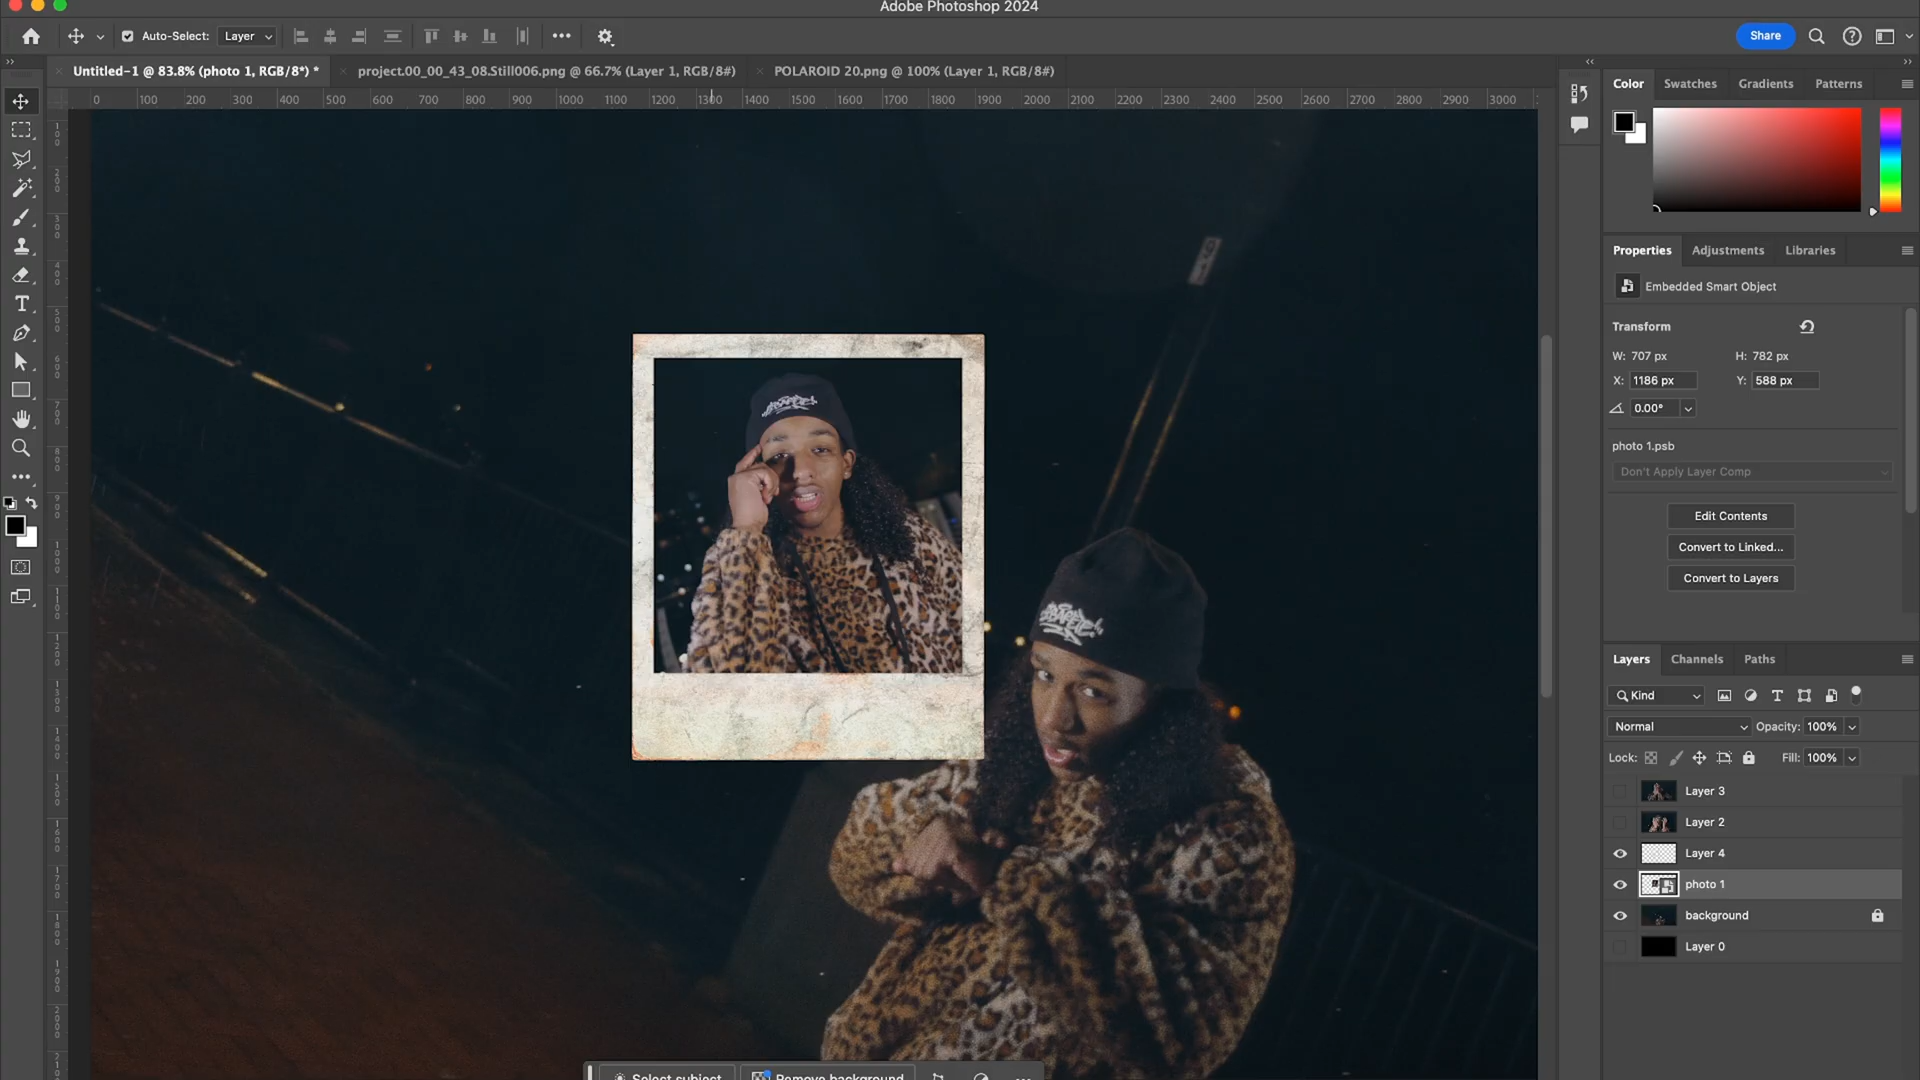 Adobe Photoshop 2024
Auto-Select: Layer
Share
Untitled-1 @ 83.8% (photo 1, RGB/8*) *
project.00_00_43_08.Still006.png @ 66.7% (Layer 1, RGB/8#)
POLAROID 20.png @ 100% (Layer 1, RGB/8#)
0 100 200 300 400 500 600 700 800 900 1000 1100 1200 1300 1400 1500 1600 1700 1800 1900 2000 2100 2200 2300 2400 2500 2600 2700 2800 2900 3000
Color Swatches Gradients Patterns
Properties Adjustments Libraries
Embedded Smart Object
Transform
W: 707 px H: 782 px
X: 1186 px Y: 588 px
0.00°
photo 1.psb
Don't Apply Layer Comp
Edit Contents
Convert to Linked...
Convert to Layers
Layers Channels Paths
Kind
Normal Opacity: 100%
Lock: Fill: 100%
Layer 3
Layer 2
Layer 4
photo 1
background
Layer 0
Select subject Remove background